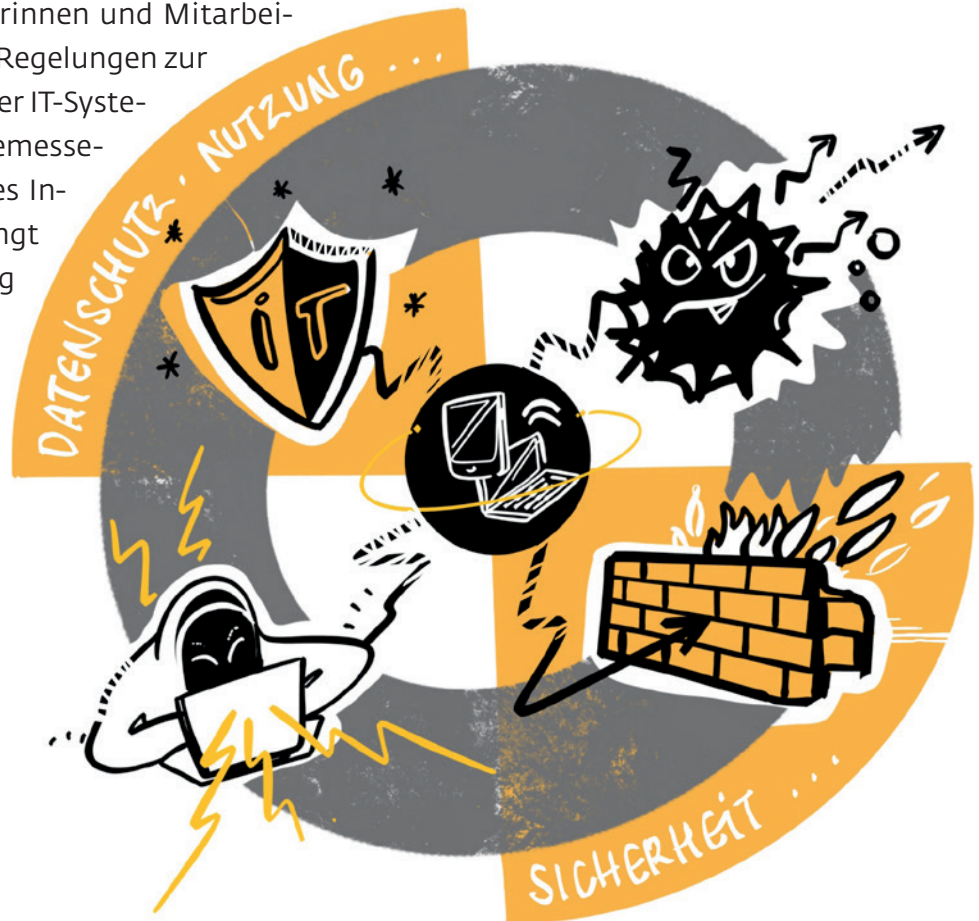 rinnen und Mitarbei-
Regelungen zur
er IT-Syste-
emesse-
es In-
ngt
g
DATENSCHUTZ . NUTZUNG ...
iT
SICHERHEiT ...